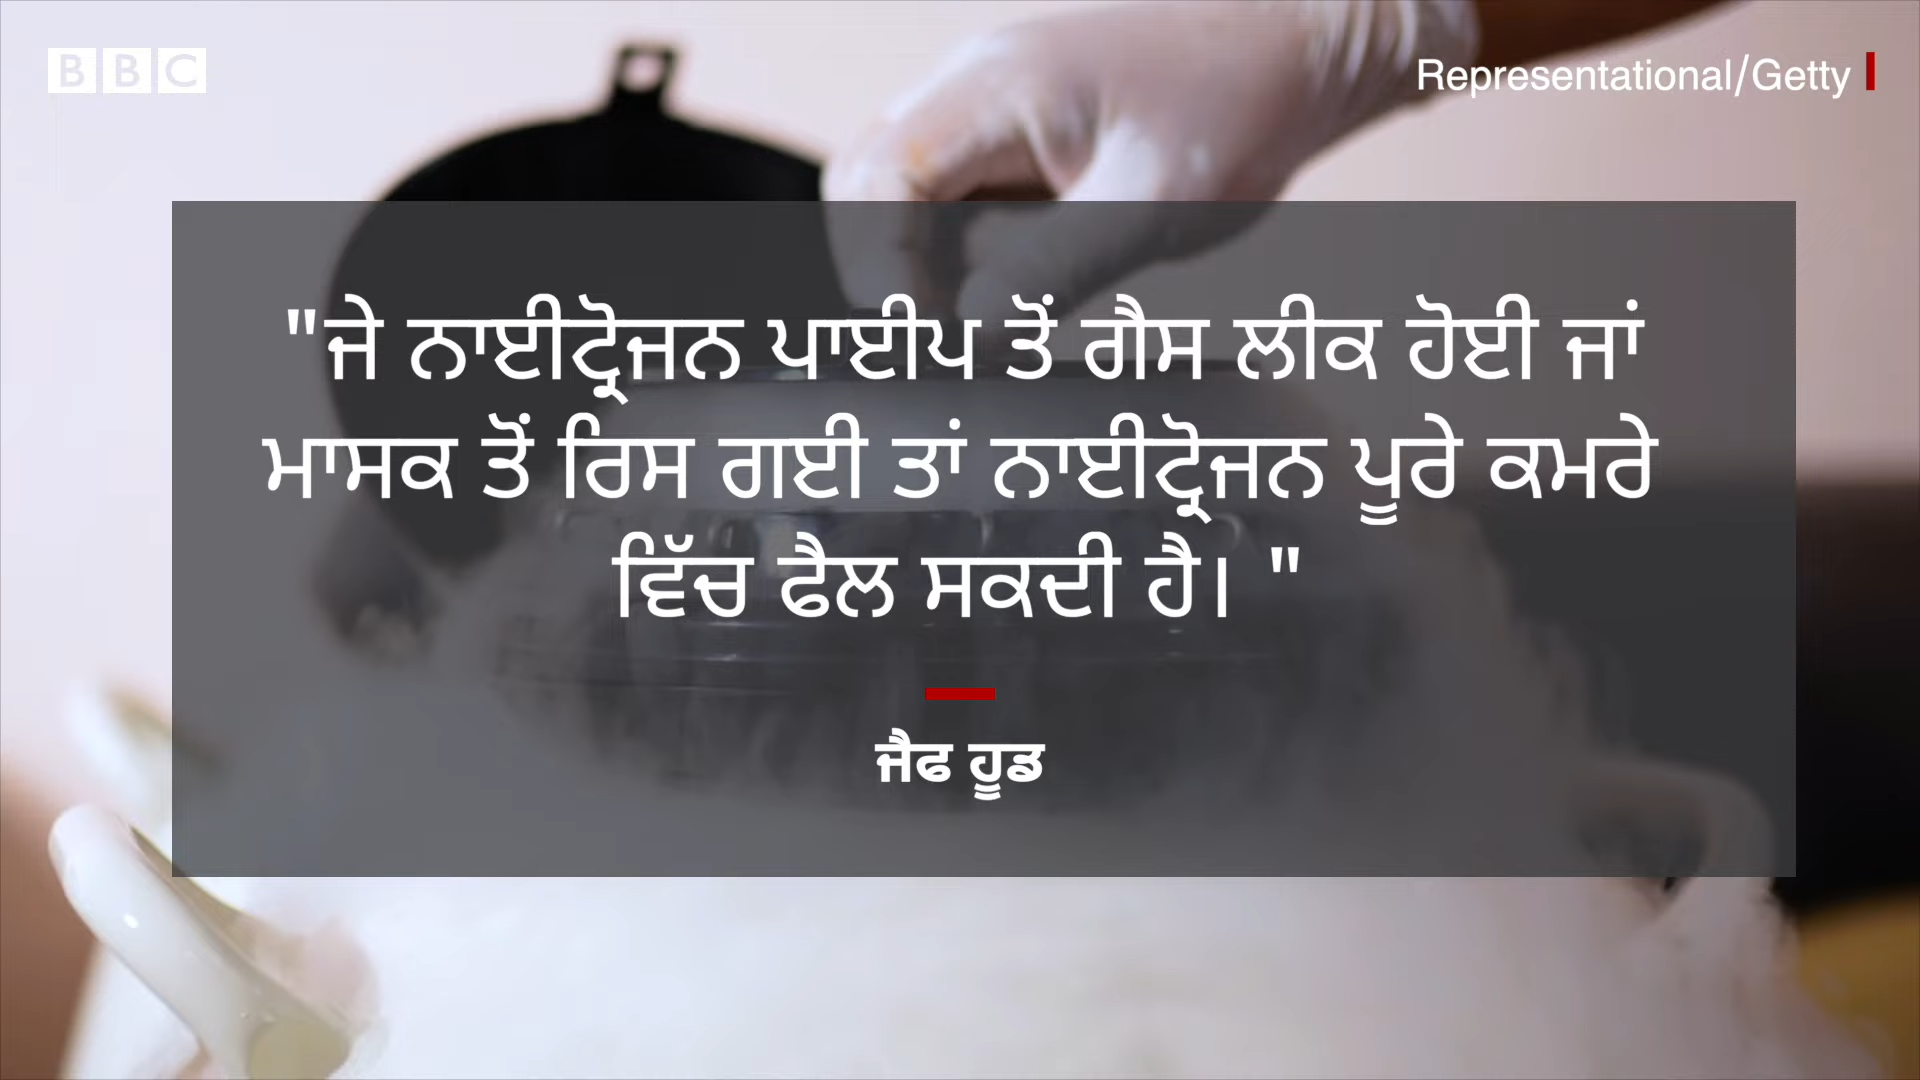 BBC
Representational/Getty
"ਜੇ ਨਾਈਟ੍ਰੋਜਨ ਪਾਈਪ ਤੋਂ ਗੈਸ ਲੀਕ ਹੋਈ ਜਾਂ
ਮਾਸਕ ਤੋਂ ਰਿਸ ਗਈ ਤਾਂ ਨਾਈਟ੍ਰੋਜਨ ਪੂਰੇ ਕਮਰੇ
ਵਿੱਚ ਫੈਲ ਸਕਦੀ ਹੈ। "
ਜੈਫ ਹੂਡ